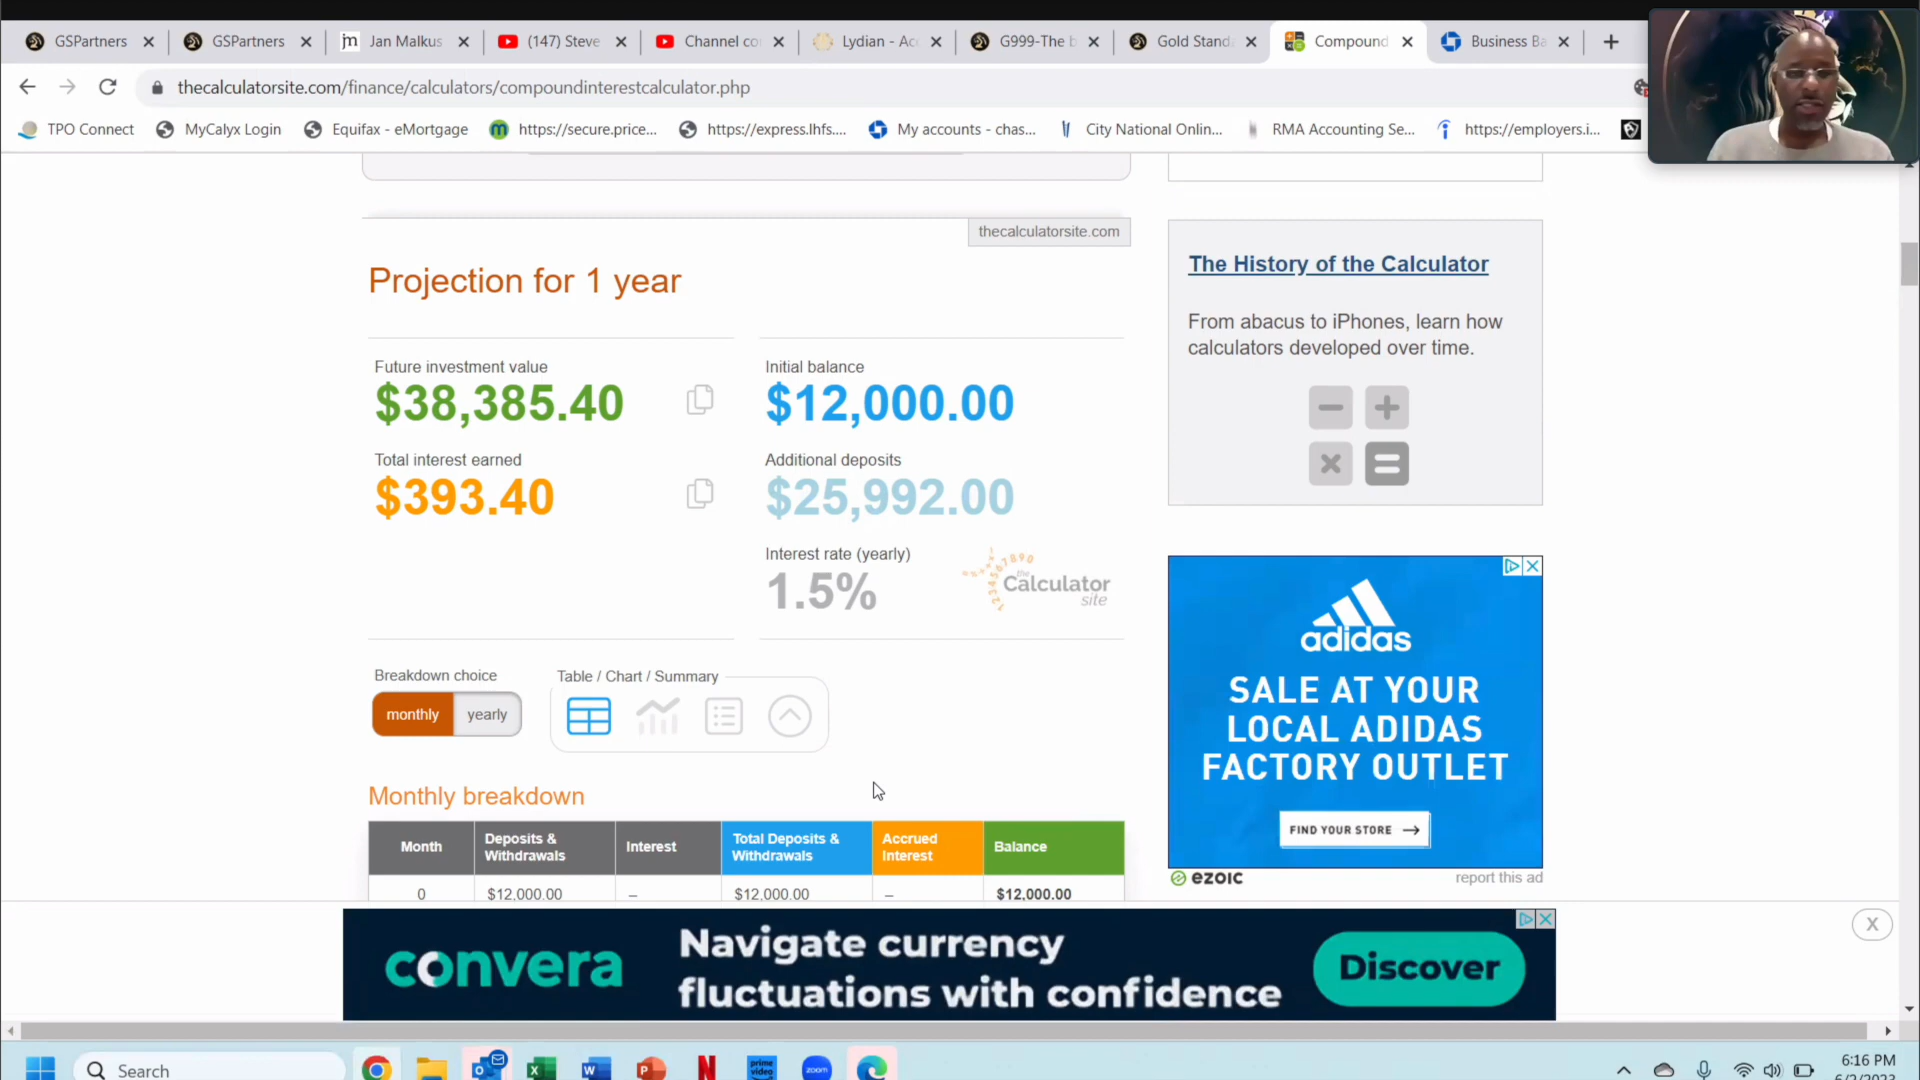 GSPartners
GSPartners
jm Jan Malkus
(147) Steve
Channel co
Lydian - Ac
G999-The b
Gold Stand
Compound
Business Ba
thecalculatorsite.com/finance/calculators/compoundinterestcalculator.php
TPO Connect
MyCalyx Login
Equifax - eMortgage
https://secure.price...
https://express.lhfs....
My accounts - chas...
City National Onlin...
RMA Accounting Se...
https://employers.i...
thecalculatorsite.com
Projection for 1 year
Future investment value
$38,385.40
Initial balance
$12,000.00
Total interest earned
$393.40
Additional deposits
$25,992.00
Interest rate (yearly)
1.5%
the
Calculator
site
Breakdown choice
monthly
yearly
Table / Chart / Summary
Monthly breakdown
Month
Deposits &
Withdrawals
Interest
Total Deposits &
Withdrawals
Accrued
Interest
Balance
0
$12,000.00
–
$12,000.00
–
$12,000.00
The History of the Calculator
From abacus to iPhones, learn how
calculators developed over time.
adidas
SALE AT YOUR
LOCAL ADIDAS
FACTORY OUTLET
FIND YOUR STORE
ezoic
report this ad
convera
Navigate currency
fluctuations with confidence
Discover
X
Search
prime
video
zoom
6:16 PM